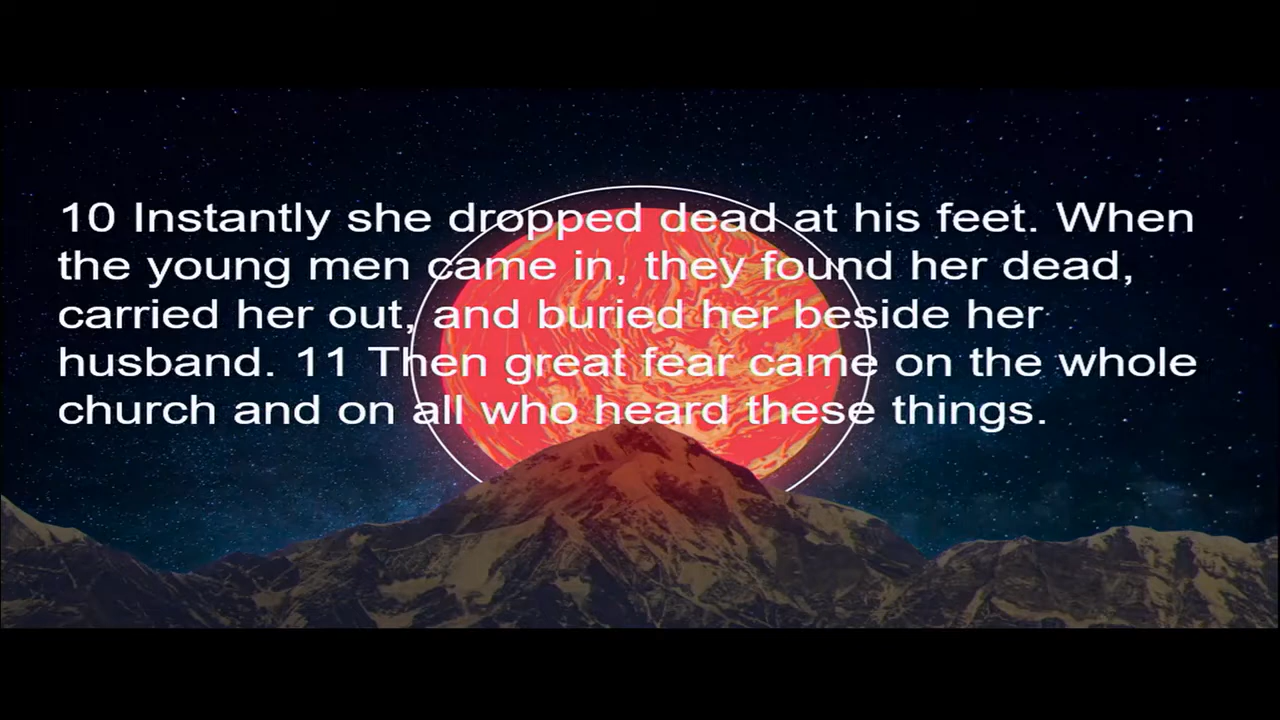 10 Instantly she dropped dead at his feet. When
the young men came in, they found her dead,
carried her out, and buried her beside her
husband. 11 Then great fear came on the whole
church and on all who heard these things.